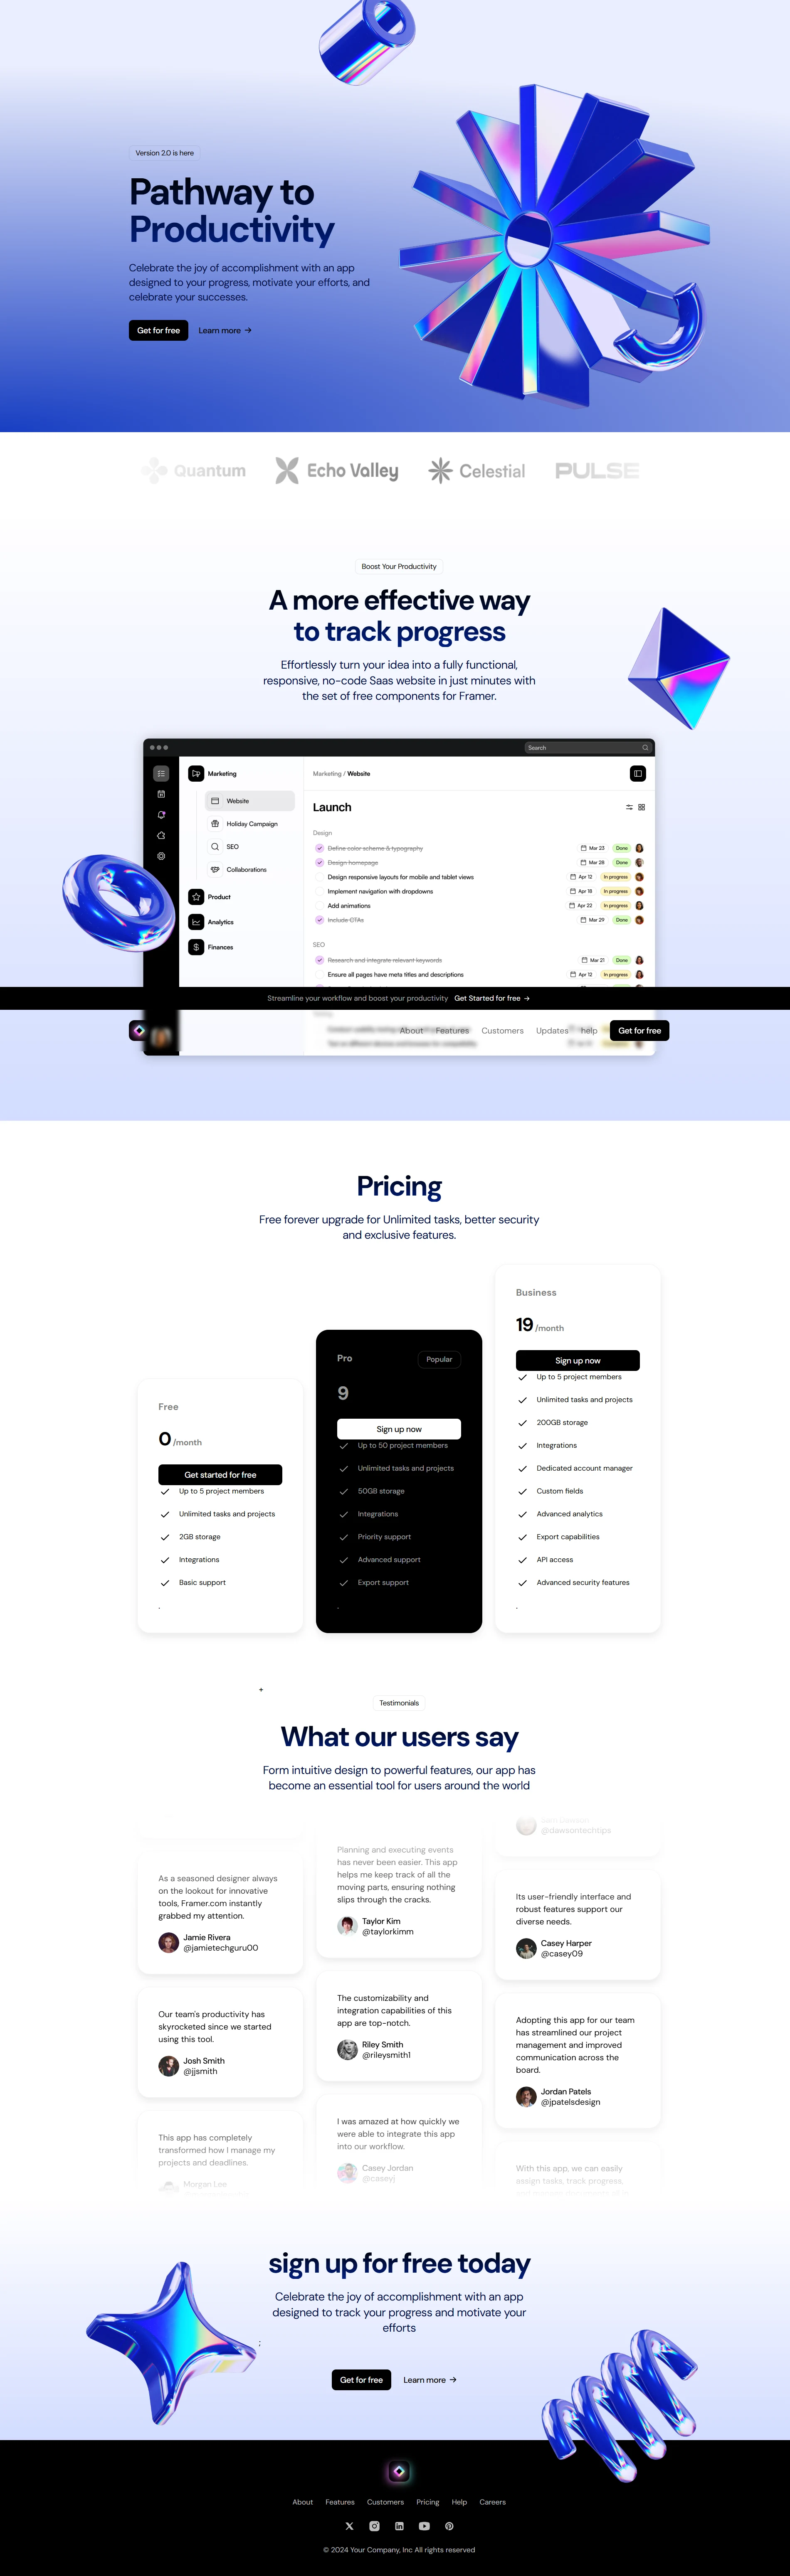 Version 2.0 is here
Pathway to
Productivity
Celebrate the joy of accomplishment with an app
designed to your progress, motivate your efforts, and
celebrate your successes.
Get for free
Learn more →
Quantum
Echo Valley
Celestial
PULSE
Boost Your Productivity
A more effective way
to track progress
Effortlessly turn your idea into a fully functional,
responsive, no-code Saas website in just minutes with
the set of free components for Framer.
Search
Marketing
Website
Holiday Campaign
SEO
Collaborations
Product
Analytics
Finances
Marketing / Website
Launch
Design
Define color scheme & typography Mar 23 Done
Design homepage Mar 28 Done
Design responsive layouts for mobile and tablet views Apr 12 In progress
Implement navigation with dropdowns Apr 18 In progress
Add animations Apr 22 In progress
Include CTAs Mar 29 Done
SEO
Research and integrate relevant keywords Mar 21 Done
Ensure all pages have meta titles and descriptions Apr 12 In progress
Streamline your workflow and boost your productivity Get Started for free →
About Features Customers Updates help Get for free
Pricing
Free forever upgrade for Unlimited tasks, better security
and exclusive features.
Free
0 /month
Get started for free
Up to 5 project members
Unlimited tasks and projects
2GB storage
Integrations
Basic support
.
Pro
Popular
9
Sign up now
Up to 50 project members
Unlimited tasks and projects
50GB storage
Integrations
Priority support
Advanced support
Export support
.
Business
19 /month
Sign up now
Up to 5 project members
Unlimited tasks and projects
200GB storage
Integrations
Dedicated account manager
Custom fields
Advanced analytics
Export capabilities
API access
Advanced security features
.
+
Testimonials
What our users say
Form intuitive design to powerful features, our app has
become an essential tool for users around the world
As a seasoned designer always
on the lookout for innovative
tools, Framer.com instantly
grabbed my attention.
Jamie Rivera
@jamietechguru00
Our team's productivity has
skyrocketed since we started
using this tool.
Josh Smith
@jjsmith
This app has completely
transformed how I manage my
projects and deadlines.
Morgan Lee
Planning and executing events
has never been easier. This app
helps me keep track of all the
moving parts, ensuring nothing
slips through the cracks.
Taylor Kim
@taylorkimm
The customizability and
integration capabilities of this
app are top-notch.
Riley Smith
@rileysmith1
I was amazed at how quickly we
were able to integrate this app
into our workflow.
Casey Jordan
@caseyj
@dawsontechtips
Its user-friendly interface and
robust features support our
diverse needs.
Casey Harper
@casey09
Adopting this app for our team
has streamlined our project
management and improved
communication across the
board.
Jordan Patels
@jpatelsdesign
With this app, we can easily
assign tasks, track progress,
sign up for free today
Celebrate the joy of accomplishment with an app
designed to track your progress and motivate your
efforts
;
Get for free
Learn more →
About Features Customers Pricing Help Careers
© 2024 Your Company, Inc All rights reserved